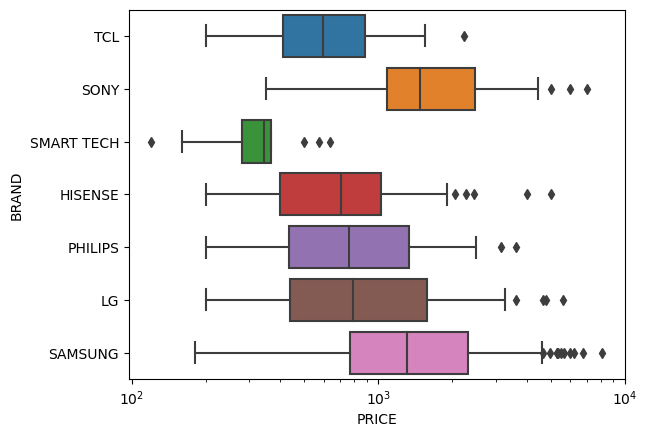 TCL
SONY
SMART TECH
HISENSE
PHILIPS
LG
SAMSUNG
BRAND
10²
10³
10⁴
PRICE